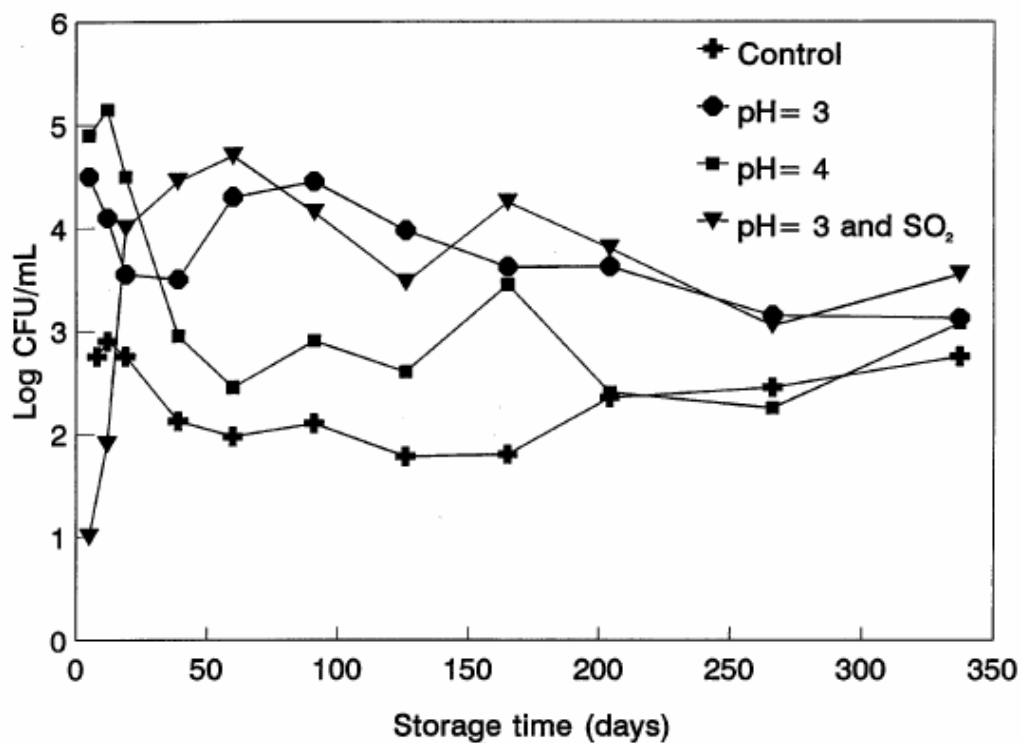 6
5
4
3
2
1
0
Log CFU/mL
Control
pH= 3
pH= 4
pH= 3 and SO₂
0 50 100 150 200 250 300 350
Storage time (days)